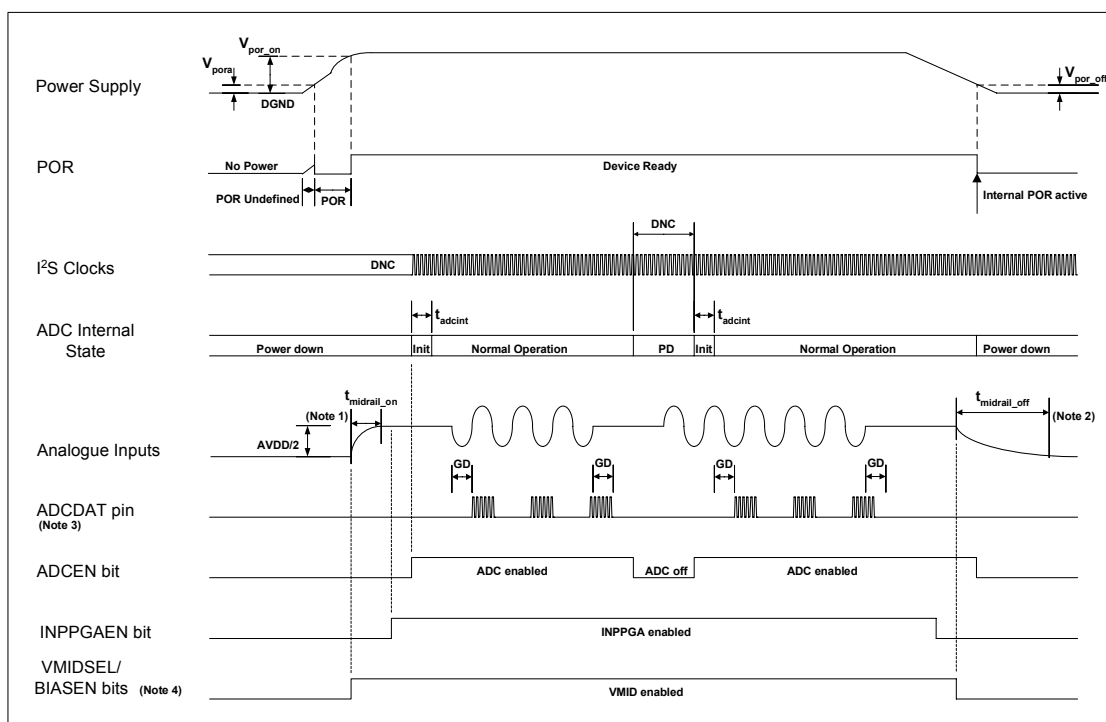 V_por_on
V_pora
V_por_off
Power Supply
DGND
POR
No Power
Device Ready
POR Undefined
POR
Internal POR active
DNC
I²S Clocks
DNC
t_adcint
t_adcint
ADC Internal State
Power down
Init
Normal Operation
PD
Init
Normal Operation
Power down
t_midrail_on
t_midrail_off
(Note 1)
(Note 2)
AVDD/2
Analogue Inputs
GD
GD
GD
GD
ADCDAT pin
(Note 3)
ADCEN bit
ADC enabled
ADC off
ADC enabled
INPPGAEN bit
INPPGA enabled
VMIDSEL/
BIASEN bits (Note 4)
VMID enabled